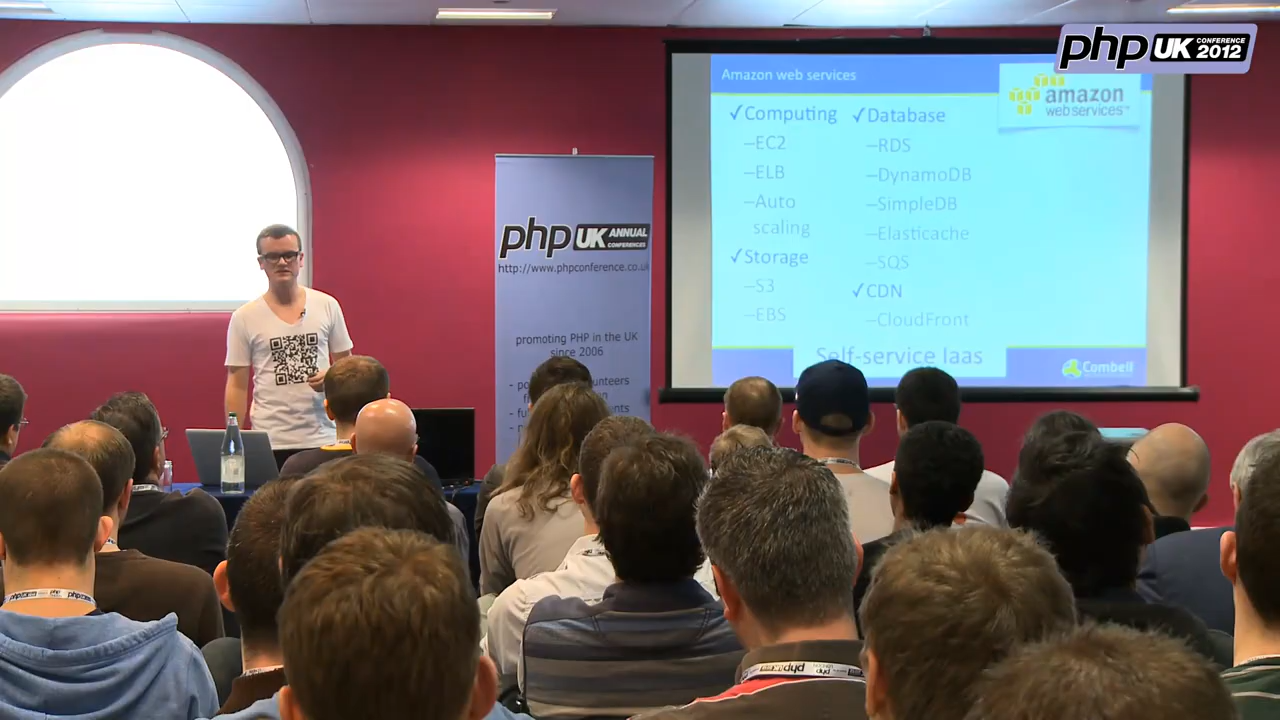 php UK CONFERENCE 2012
Amazon web services
amazon
webservices™
✓Computing
–EC2
–ELB
–Auto
scaling
✓Storage
–S3
–EBS
✓Database
–RDS
–DynamoDB
–SimpleDB
–Elasticache
–SQS
✓CDN
–CloudFront
Self-service Iaas
Combell
php UK ANNUAL CONFERENCES
http://www.phpconference.co.uk
promoting PHP in the UK
since 2006